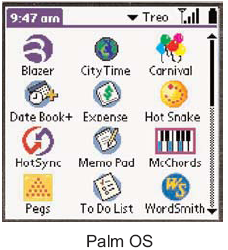 9:47 am Treo
Blazer CityTime Carnival
Date Book+ Expense Hot Snake
HotSync Memo Pad McChords
Pegs To Do List WordSmith
Palm OS